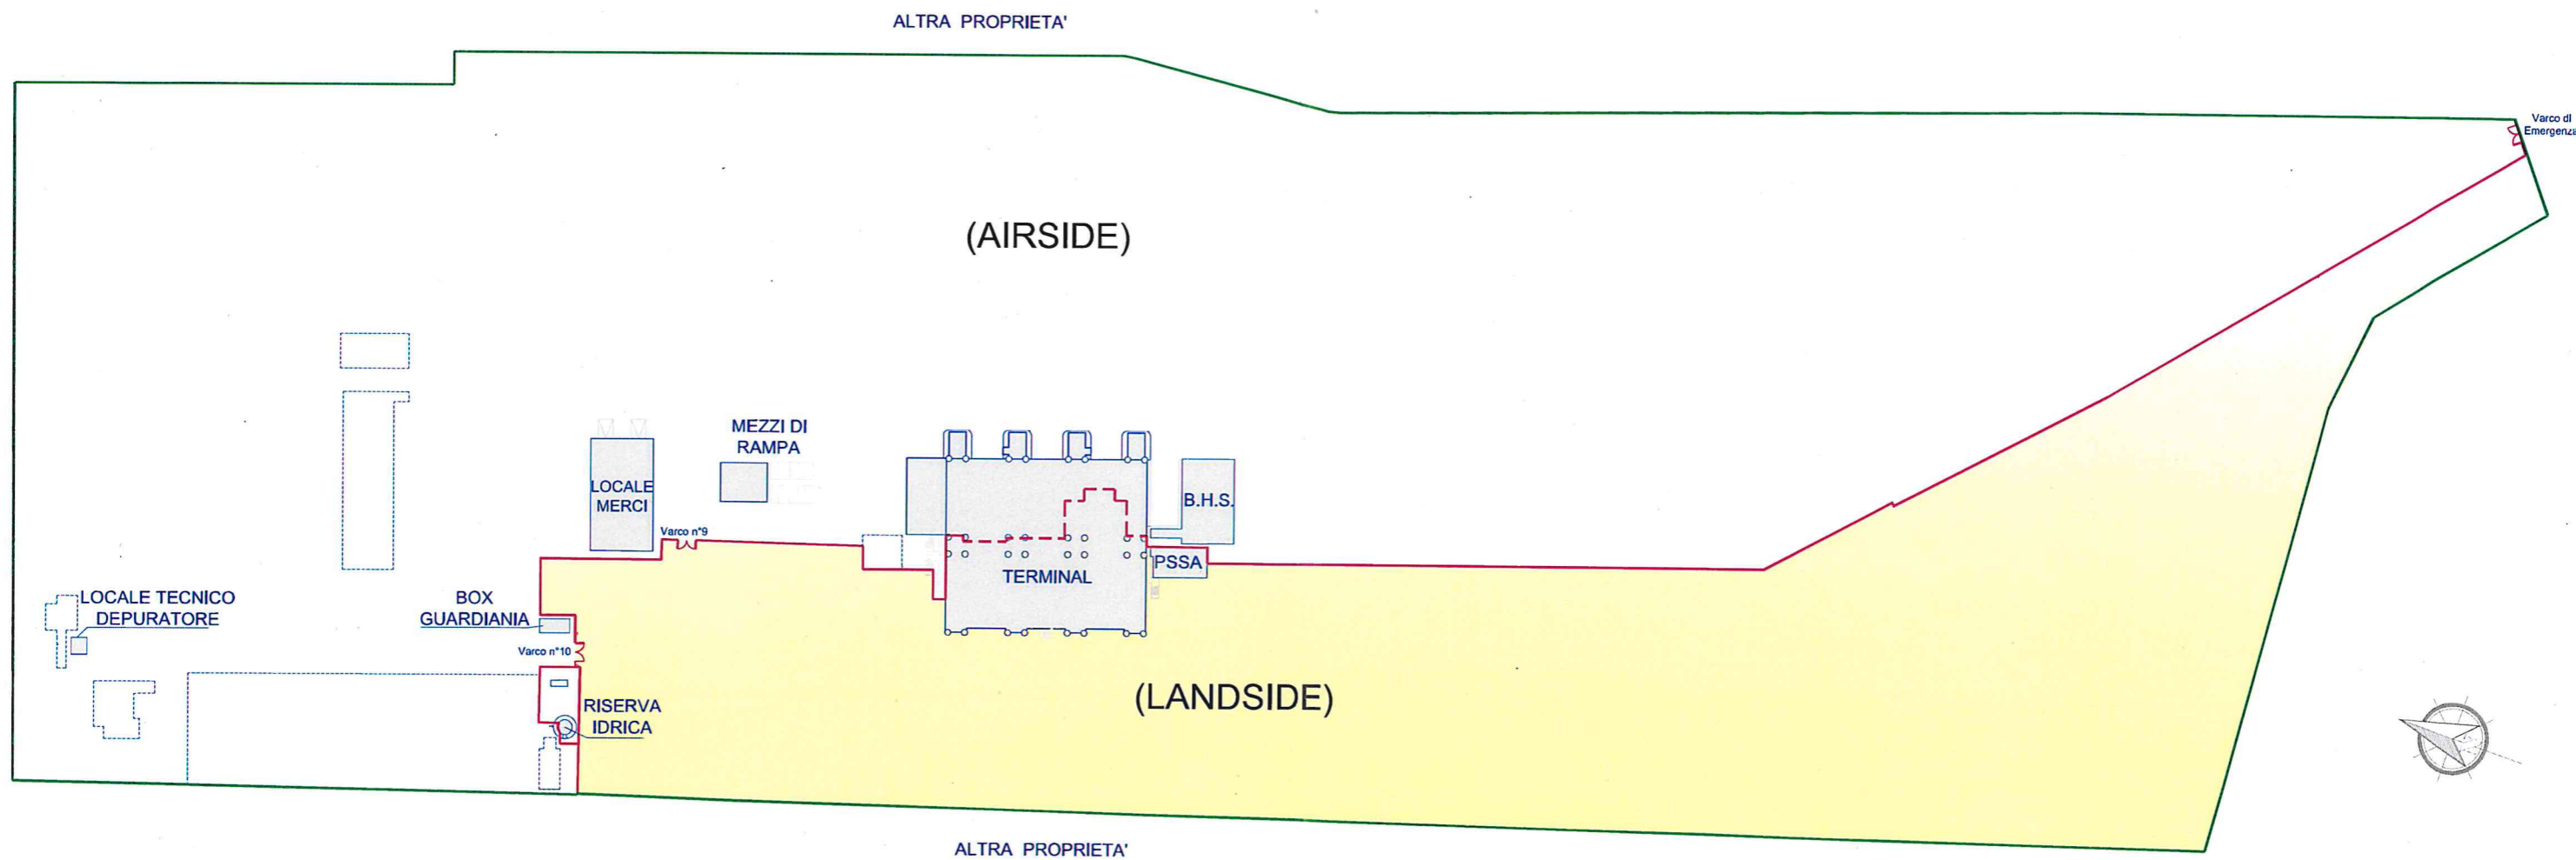 ALTRA PROPRIETA'
Varco di
Emergenza
(AIRSIDE)
MEZZI DI
RAMPA
LOCALE
MERCI
B.H.S.
Varco n°9
PSSA
TERMINAL
LOCALE TECNICO
DEPURATORE
BOX
GUARDIANIA
Varco n°10
(LANDSIDE)
RISERVA
IDRICA
ALTRA PROPRIETA'